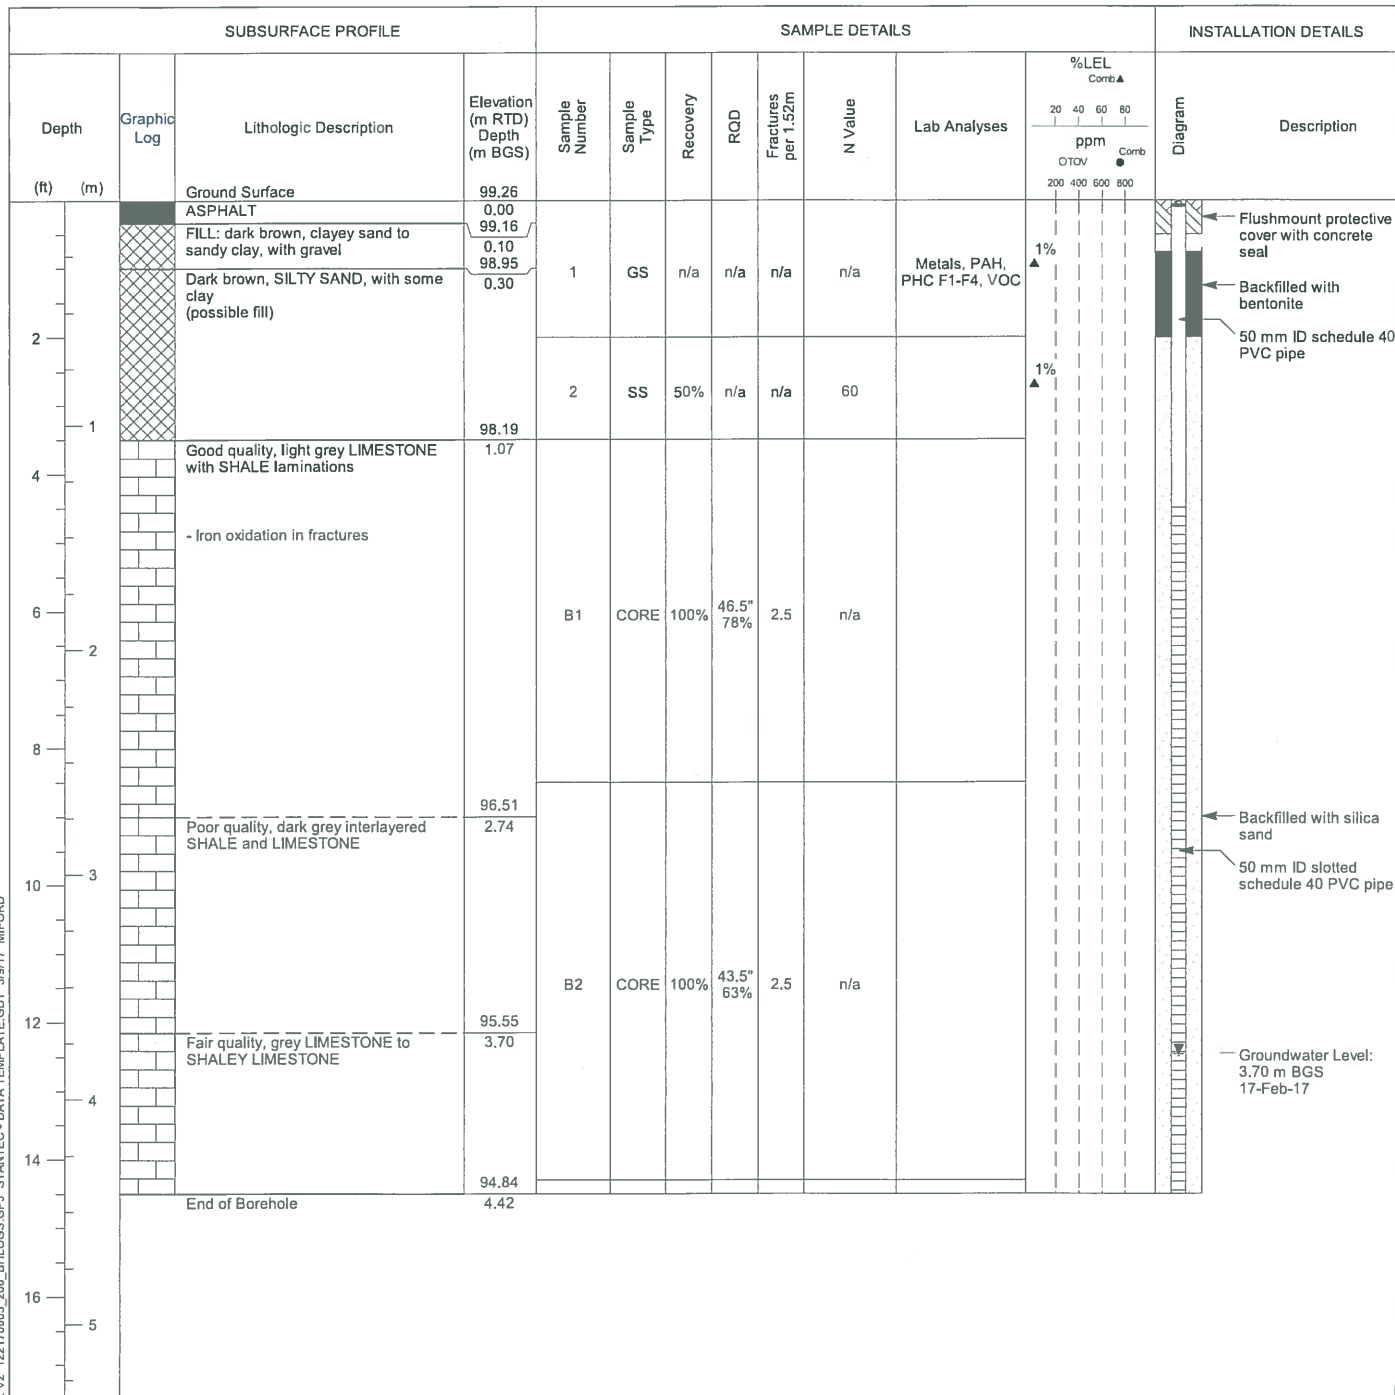 SUBSURFACE PROFILE
SAMPLE DETAILS
INSTALLATION DETAILS
Depth
(ft)
(m)
Graphic
Log
Lithologic Description
Elevation
(m RTD)
Depth
(m BGS)
Sample
Number
Sample
Type
Recovery
RQD
Fractures
per 1.52m
N Value
Lab Analyses
%LEL
Comb▲
20 40 60 80
ppm
OTOV
Comb
●
200 400 600 800
Diagram
Description
Ground Surface
99.26
ASPHALT
0.00
99.16
FILL: dark brown, clayey sand to
sandy clay, with gravel
0.10
98.95
Dark brown, SILTY SAND, with some
clay
(possible fill)
0.30
98.19
Good quality, light grey LIMESTONE
with SHALE laminations
1.07
- Iron oxidation in fractures
96.51
Poor quality, dark grey interlayered
SHALE and LIMESTONE
2.74
95.55
Fair quality, grey LIMESTONE to
SHALEY LIMESTONE
3.70
94.84
End of Borehole
4.42
2
1
4
6
2
8
10
3
12
4
14
16
5
1
GS
n/a
n/a
n/a
n/a
Metals, PAH,
PHC F1-F4, VOC
1%
2
SS
50%
n/a
n/a
60
1%
B1
CORE
100%
46.5"
78%
2.5
n/a
B2
CORE
100%
43.5"
63%
2.5
n/a
Flushmount protective
cover with concrete
seal
Backfilled with
bentonite
50 mm ID schedule 40
PVC pipe
Backfilled with silica
sand
50 mm ID slotted
schedule 40 PVC pipe
Groundwater Level:
3.70 m BGS
17-Feb-17